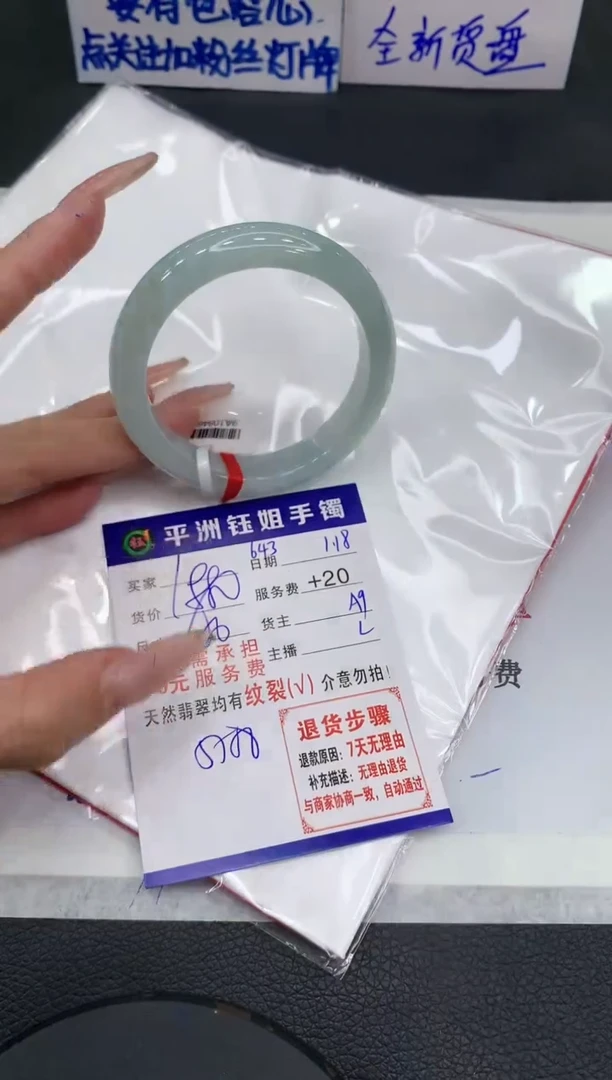 点关注加粉丝灯牌
全新货盘
平洲钰姐手镯
643
买家
日期 1.18
货价
服务费 +20
货主 A9
需承担
主播 L
元服务费
天然翡翠均有纹裂(√) 介意勿拍!
退货步骤
退款原因:7天无理由
补充描述:无理由退货
与商家协商一致,自动通过
费